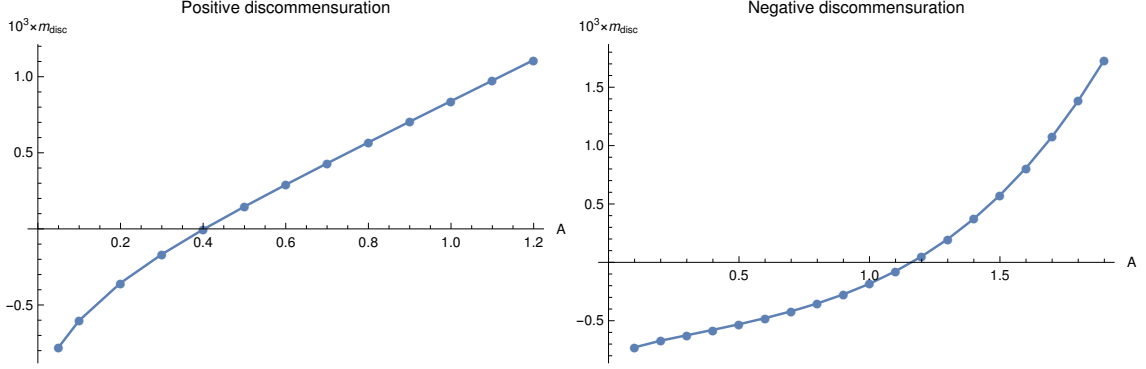 Positive discommensuration
10³×m_disc
1.0
0.5
−0.5
0.2 0.4 0.6 0.8 1.0 1.2
A
Negative discommensuration
10³×m_disc
1.5
1.0
0.5
−0.5
0.5 1.0 1.5
A